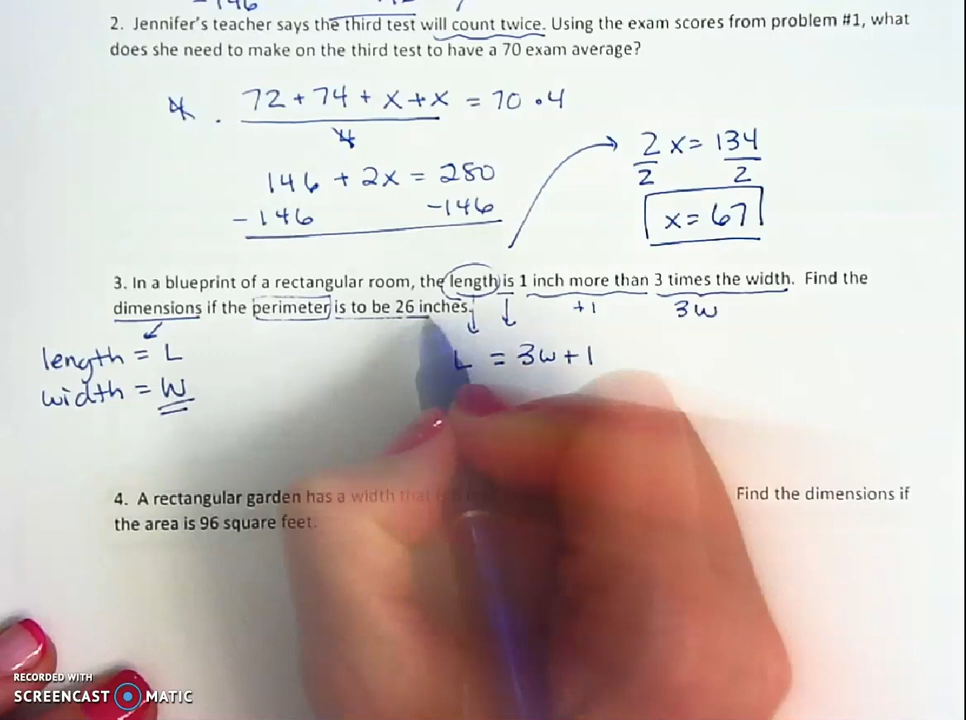 -146
2. Jennifer's teacher says the third test will count twice. Using the exam scores from problem #1, what
does she need to make on the third test to have a 70 exam average?
4 · 72 + 74 + x + x = 70 · 4
4
146 + 2x = 280
-146 -146
2x = 134
2 2
x = 67
3. In a blueprint of a rectangular room, the length is 1 inch more than 3 times the width. Find the
dimensions if the perimeter is to be 26 inches.
+1 3w
length = L
L = 3w + 1
width = W
4. A rectangular garden has a width that Find the dimensions if
the area is 96 square feet.
RECORDED WITH
SCREENCAST MATIC